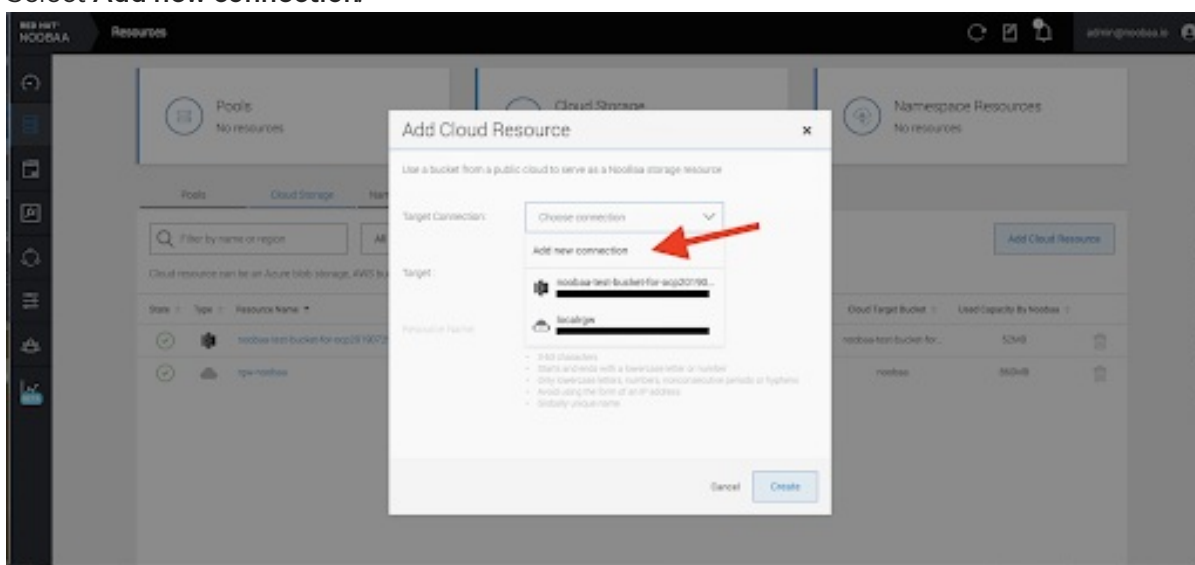 Select Add new connection.
RED HAT
NOOBAA
Resources
admin@noobaa.io
Pools
No resources
Cloud Storage
Namespace Resources
No resources
Add Cloud Resource
Use a bucket from a public cloud to serve as a NooBaa storage resource
Pools
Cloud Storage
Target Connection:
Choose connection
Filter by name or region
Add new connection
Add Cloud Resource
Cloud resource can be an Azure blob storage, AWS
Target
noobaa-test-bucket-for-ocp20190...
State
Type
Resource Name
Cloud Target Bucket
Used Capacity By Noobaa
Resource Name
localrgw
noobaa-test-bucket-for...
52MB
3-63 characters
Starts and ends with a lowercase letter or number
Only lowercase letters, numbers, nonconsecutive periods or hyphens
Avoid using the form of an IP address
Globally unique name
rgw-noobaa
noobaa
BETA
Cancel
Create